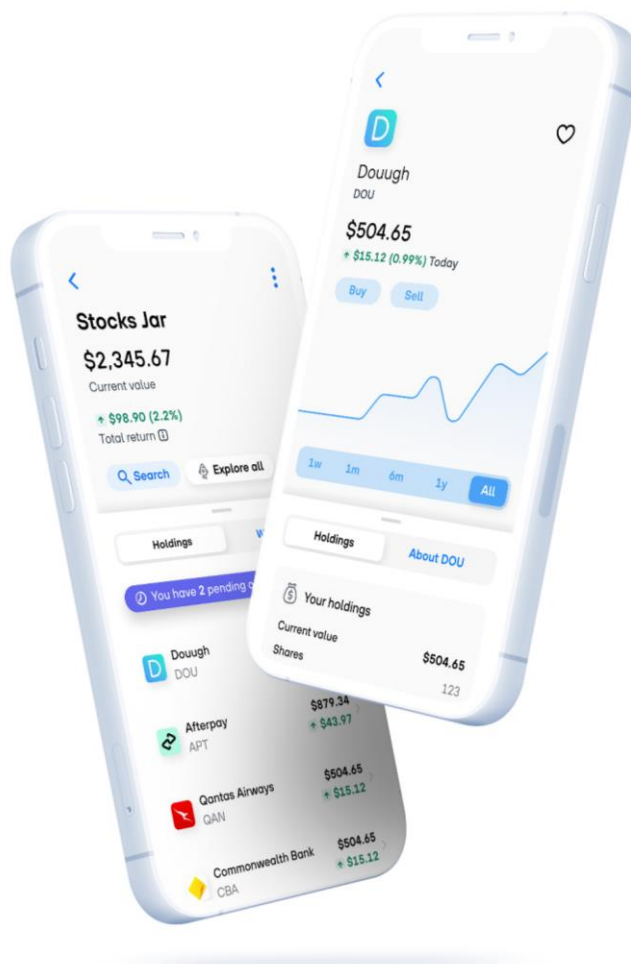 Stocks Jar
$2,345.67
Current value
$98.90 (2.2%)
Total return
Search
Explore all
Holdings
You have 2 pending
Douugh
DOU
Afterpay
APT
$879.34
$43.97
Qantas Airways
QAN
$504.65
$15.12
Commonwealth Bank
CBA
$504.65
$15.12
D
Douugh
DOU
$504.65
$15.12 (0.99%) Today
Buy
Sell
1w
1m
6m
1y
All
Holdings
About DOU
Your holdings
Current value
$504.65
Shares
123